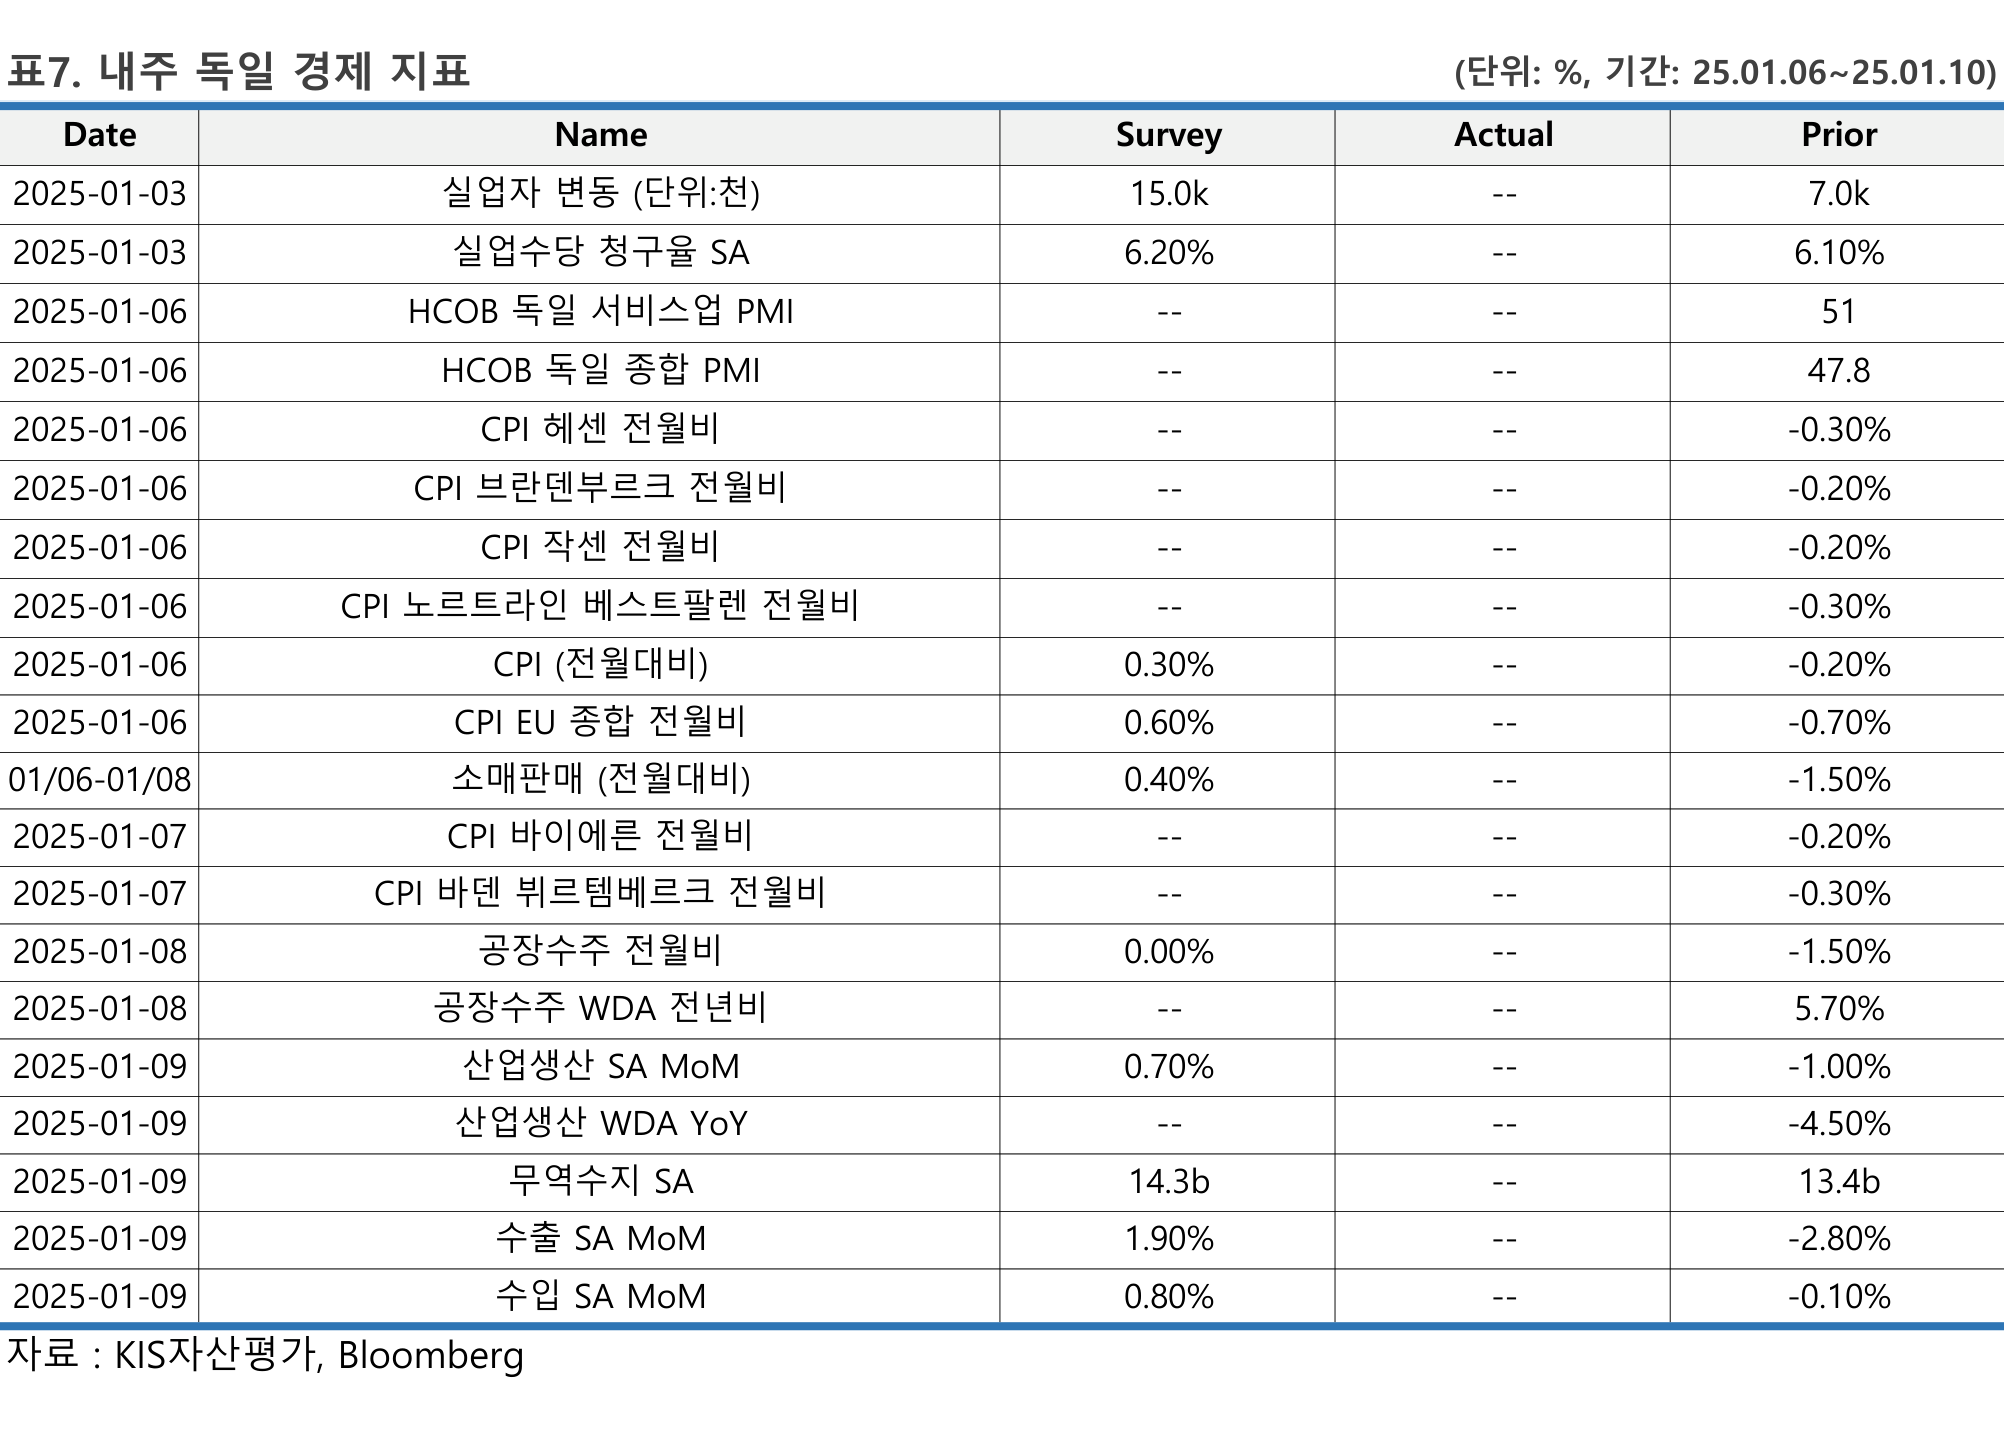 표7. 내주 독일 경제 지표 (단위: %, 기간: 25.01.06~25.01.10)
Date Name Survey Actual Prior
2025-01-03 실업자 변동 (단위:천) 15.0k -- 7.0k
2025-01-03 실업수당 청구율 SA 6.20% -- 6.10%
2025-01-06 HCOB 독일 서비스업 PMI -- -- 51
2025-01-06 HCOB 독일 종합 PMI -- -- 47.8
2025-01-06 CPI 헤센 전월비 -- -- -0.30%
2025-01-06 CPI 브란덴부르크 전월비 -- -- -0.20%
2025-01-06 CPI 작센 전월비 -- -- -0.20%
2025-01-06 CPI 노르트라인 베스트팔렌 전월비 -- -- -0.30%
2025-01-06 CPI (전월대비) 0.30% -- -0.20%
2025-01-06 CPI EU 종합 전월비 0.60% -- -0.70%
01/06-01/08 소매판매 (전월대비) 0.40% -- -1.50%
2025-01-07 CPI 바이에른 전월비 -- -- -0.20%
2025-01-07 CPI 바덴 뷔르템베르크 전월비 -- -- -0.30%
2025-01-08 공장수주 전월비 0.00% -- -1.50%
2025-01-08 공장수주 WDA 전년비 -- -- 5.70%
2025-01-09 산업생산 SA MoM 0.70% -- -1.00%
2025-01-09 산업생산 WDA YoY -- -- -4.50%
2025-01-09 무역수지 SA 14.3b -- 13.4b
2025-01-09 수출 SA MoM 1.90% -- -2.80%
2025-01-09 수입 SA MoM 0.80% -- -0.10%
자료 : KIS자산평가, Bloomberg